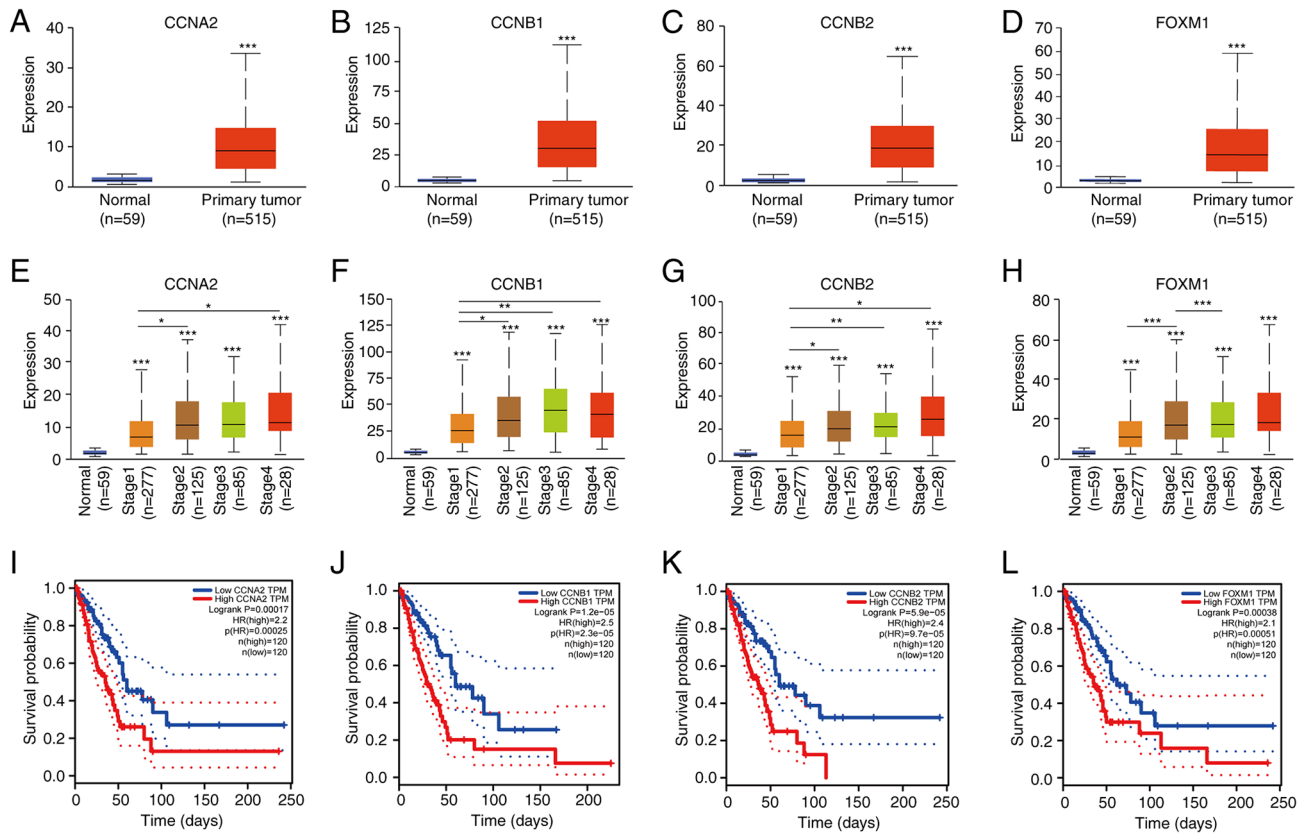 A
CCNA2
Expression
40
30
20
10
0
***
Normal
(n=59)
Primary tumor
(n=515)
B
CCNB1
Expression
125
100
75
50
25
0
***
Normal
(n=59)
Primary tumor
(n=515)
C
CCNB2
Expression
80
60
40
20
0
***
Normal
(n=59)
Primary tumor
(n=515)
D
FOXM1
Expression
70
60
50
40
30
20
10
0
***
Normal
(n=59)
Primary tumor
(n=515)
E
CCNA2
Expression
50
40
30
20
10
0
*
*
***
***
***
***
Normal
(n=59)
Stage1
(n=277)
Stage2
(n=125)
Stage3
(n=85)
Stage4
(n=28)
F
CCNB1
Expression
150
125
100
75
50
25
0
**
*
***
***
***
***
Normal
(n=59)
Stage1
(n=277)
Stage2
(n=125)
Stage3
(n=85)
Stage4
(n=28)
G
CCNB2
Expression
100
80
60
40
20
0
*
**
*
***
***
***
***
Normal
(n=59)
Stage1
(n=277)
Stage2
(n=125)
Stage3
(n=85)
Stage4
(n=28)
H
FOXM1
Expression
80
60
40
20
0
***
***
***
***
***
***
Normal
(n=59)
Stage1
(n=277)
Stage2
(n=125)
Stage3
(n=85)
Stage4
(n=28)
I
Survival probability
1.0
0.8
0.6
0.4
0.2
0.0
Low CCNA2 TPM
High CCNA2 TPM
Logrank P=0.00017
HR(high)=2.2
p(HR)=0.00025
n(high)=120
n(low)=120
0 50 100 150 200 250
Time (days)
J
Survival probability
1.0
0.8
0.6
0.4
0.2
0.0
Low CCNB1 TPM
High CCNB1 TPM
Logrank P=1.2e-05
HR(high)=2.5
p(HR)=2.3e-05
n(high)=120
n(low)=120
0 50 100 150 200
Time (days)
K
Survival probability
1.0
0.8
0.6
0.4
0.2
0.0
Low CCNB2 TPM
High CCNB2 TPM
Logrank P=5.9e-05
HR(high)=2.4
p(HR)=9.7e-05
n(high)=120
n(low)=120
0 50 100 150 200 250
Time (days)
L
Survival probability
1.0
0.8
0.6
0.4
0.2
0.0
Low FOXM1 TPM
High FOXM1 TPM
Logrank P=0.00038
HR(high)=2.1
p(HR)=0.00051
n(high)=120
n(low)=120
0 50 100 150 200 250
Time (days)